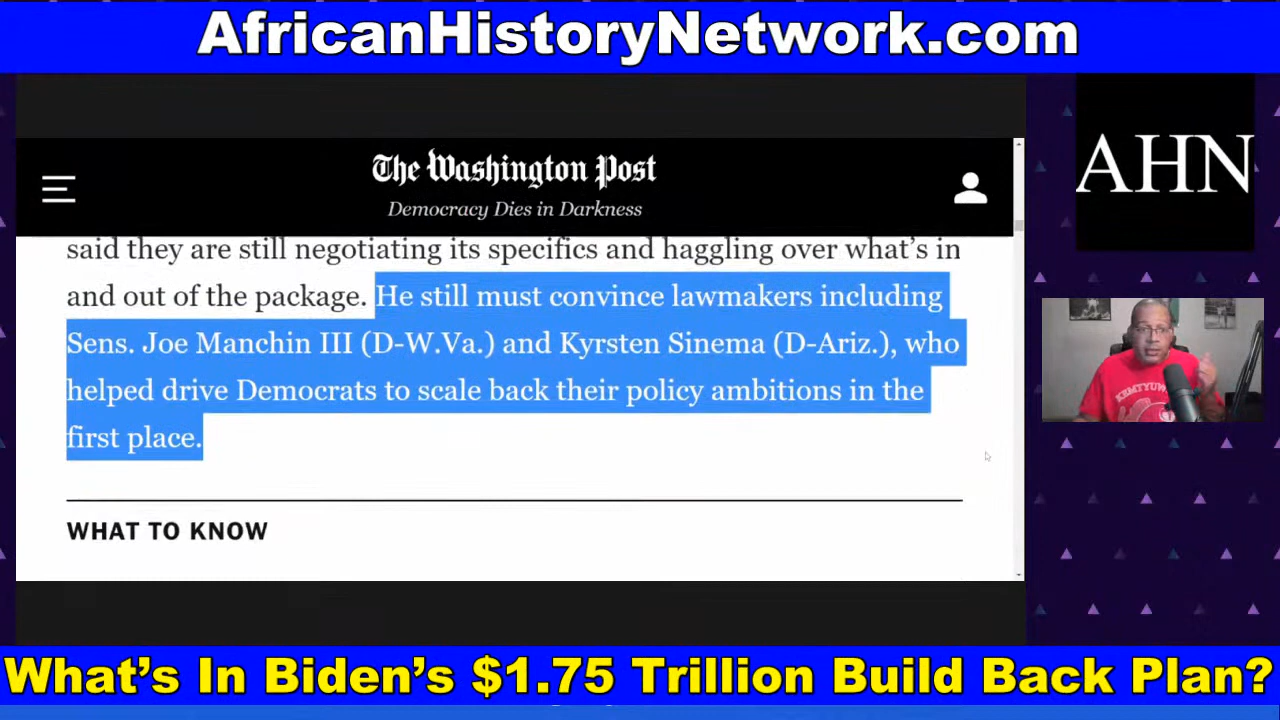 AfricanHistoryNetwork.com
AHN
The Washington Post
Democracy Dies in Darkness
said they are still negotiating its specifics and haggling over what's in
and out of the package. He still must convince lawmakers including
Sens. Joe Manchin III (D-W.Va.) and Kyrsten Sinema (D-Ariz.), who
helped drive Democrats to scale back their policy ambitions in the
first place.
WHAT TO KNOW
What's In Biden's $1.75 Trillion Build Back Plan?